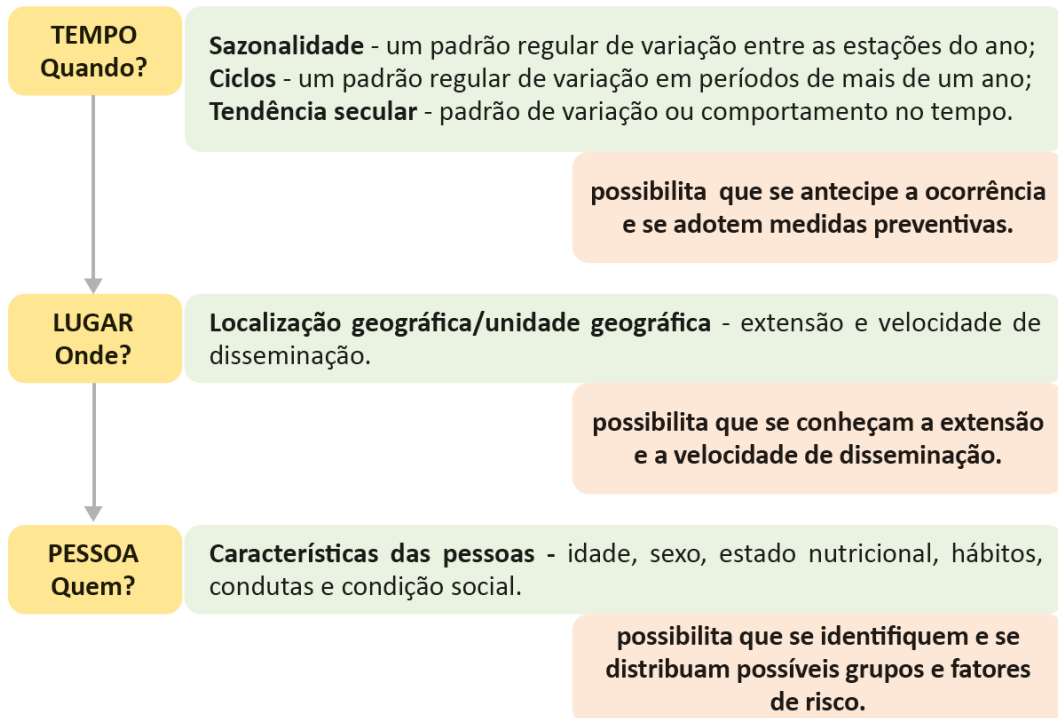 TEMPO
Quando?
Sazonalidade - um padrão regular de variação entre as estações do ano;
Ciclos - um padrão regular de variação em períodos de mais de um ano;
Tendência secular - padrão de variação ou comportamento no tempo.
possibilita que se antecipe a ocorrência
e se adotem medidas preventivas.
LUGAR
Onde?
Localização geográfica/unidade geográfica - extensão e velocidade de
disseminação.
possibilita que se conheçam a extensão
e a velocidade de disseminação.
PESSOA
Quem?
Características das pessoas - idade, sexo, estado nutricional, hábitos,
condutas e condição social.
possibilita que se identifiquem e se
distribuam possíveis grupos e fatores
de risco.